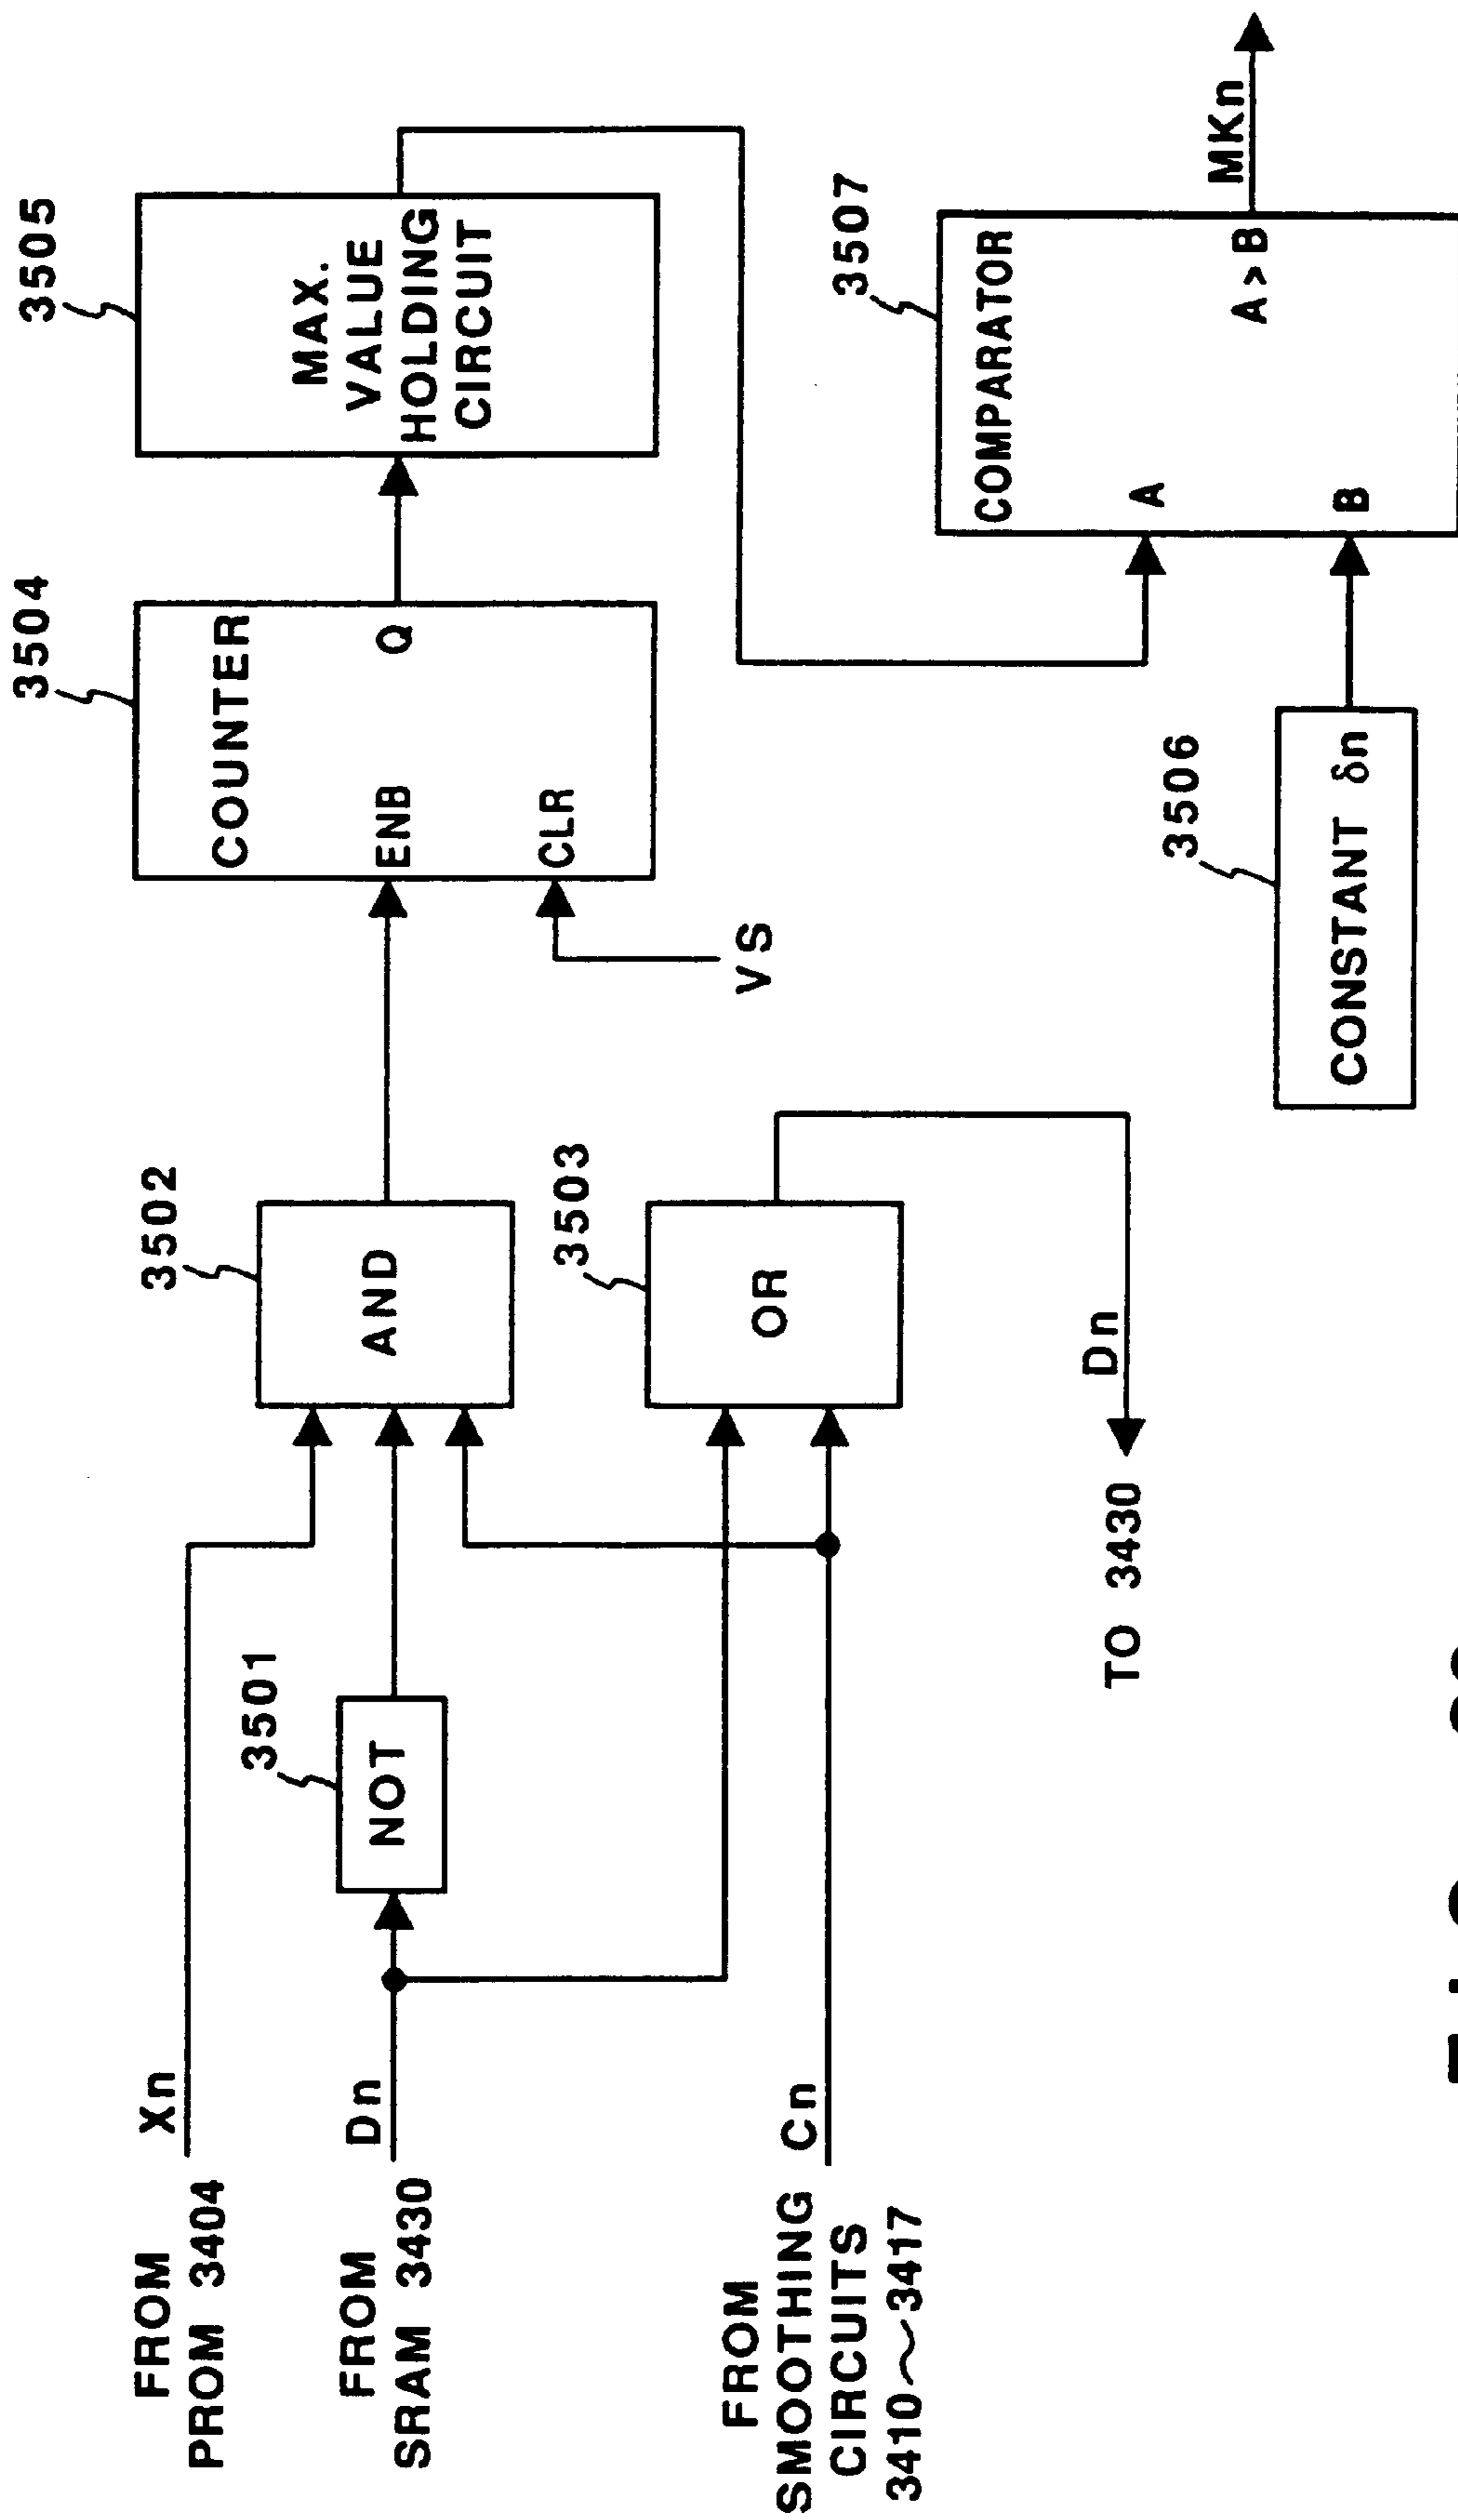 FROM
PROM 3404
Xn
FROM
SRAM 3430
Dn
FROM
SMOOTHING
CIRCUITS
3410~3417
Cn
3501
NOT
3502
AND
3503
OR
Dn
TO 3430
3504
COUNTER
ENB
Q
CLR
VS
3505
MAX.
VALUE
HOLDING
CIRCUIT
3506
CONSTANT δn
3507
COMPARATOR
A
A>B
B
MKn